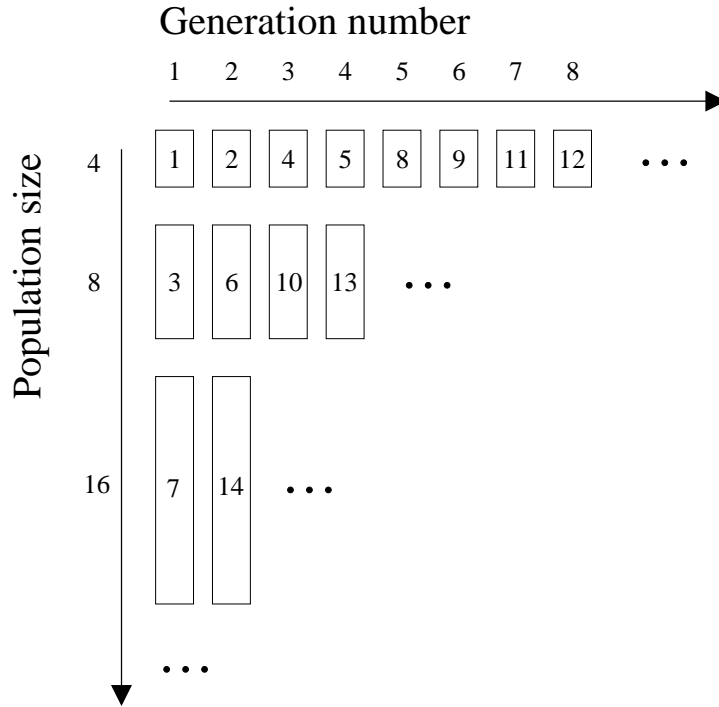 Generation number
1 2 3 4 5 6 7 8
Population size
4 1 2 4 5 8 9 11 12 ...
8 3 6 10 13 ...
16 7 14 ...
...